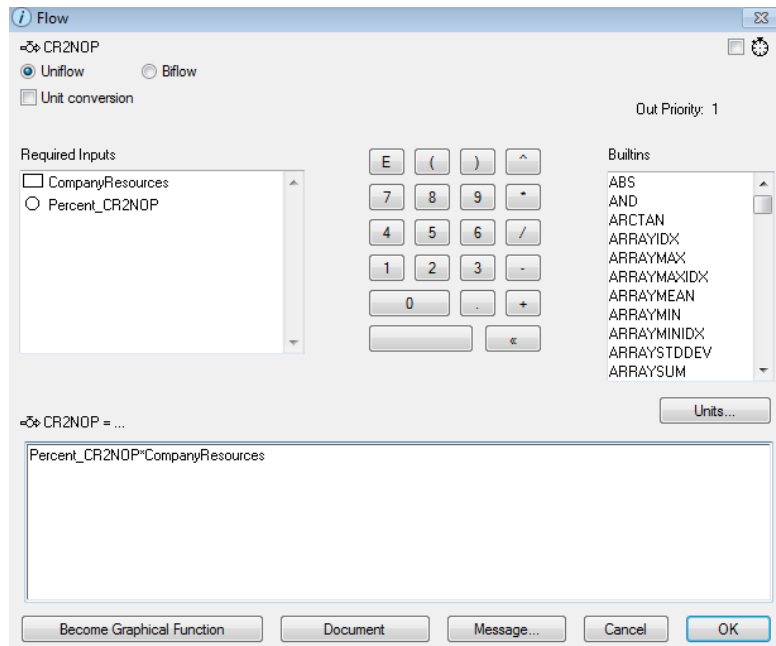 Flow
CR2NOP
Uniflow Biflow
Unit conversion
Out Priority: 1
Required Inputs
CompanyResources
Percent_CR2NOP
E ( ) ^
7 8 9 *
4 5 6 /
1 2 3 -
0 . +
«
Builtins
ABS
AND
ARCTAN
ARRAYIDX
ARRAYMAX
ARRAYMAXIDX
ARRAYMEAN
ARRAYMIN
ARRAYMINIDX
ARRAYSTDDEV
ARRAYSUM
Units...
CR2NOP = ...
Percent_CR2NOP*CompanyResources
Become Graphical Function Document Message... Cancel OK